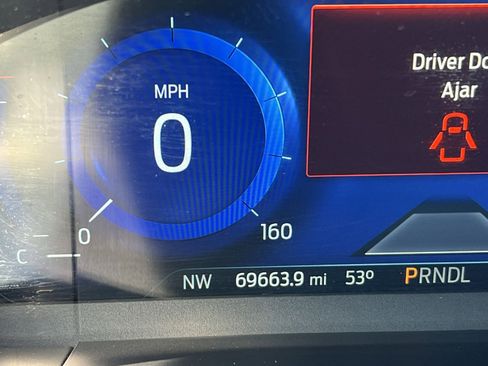 MPH
0
0
160
C
Driver Do
Ajar
NW 69663.9 mi 53° PRNDL